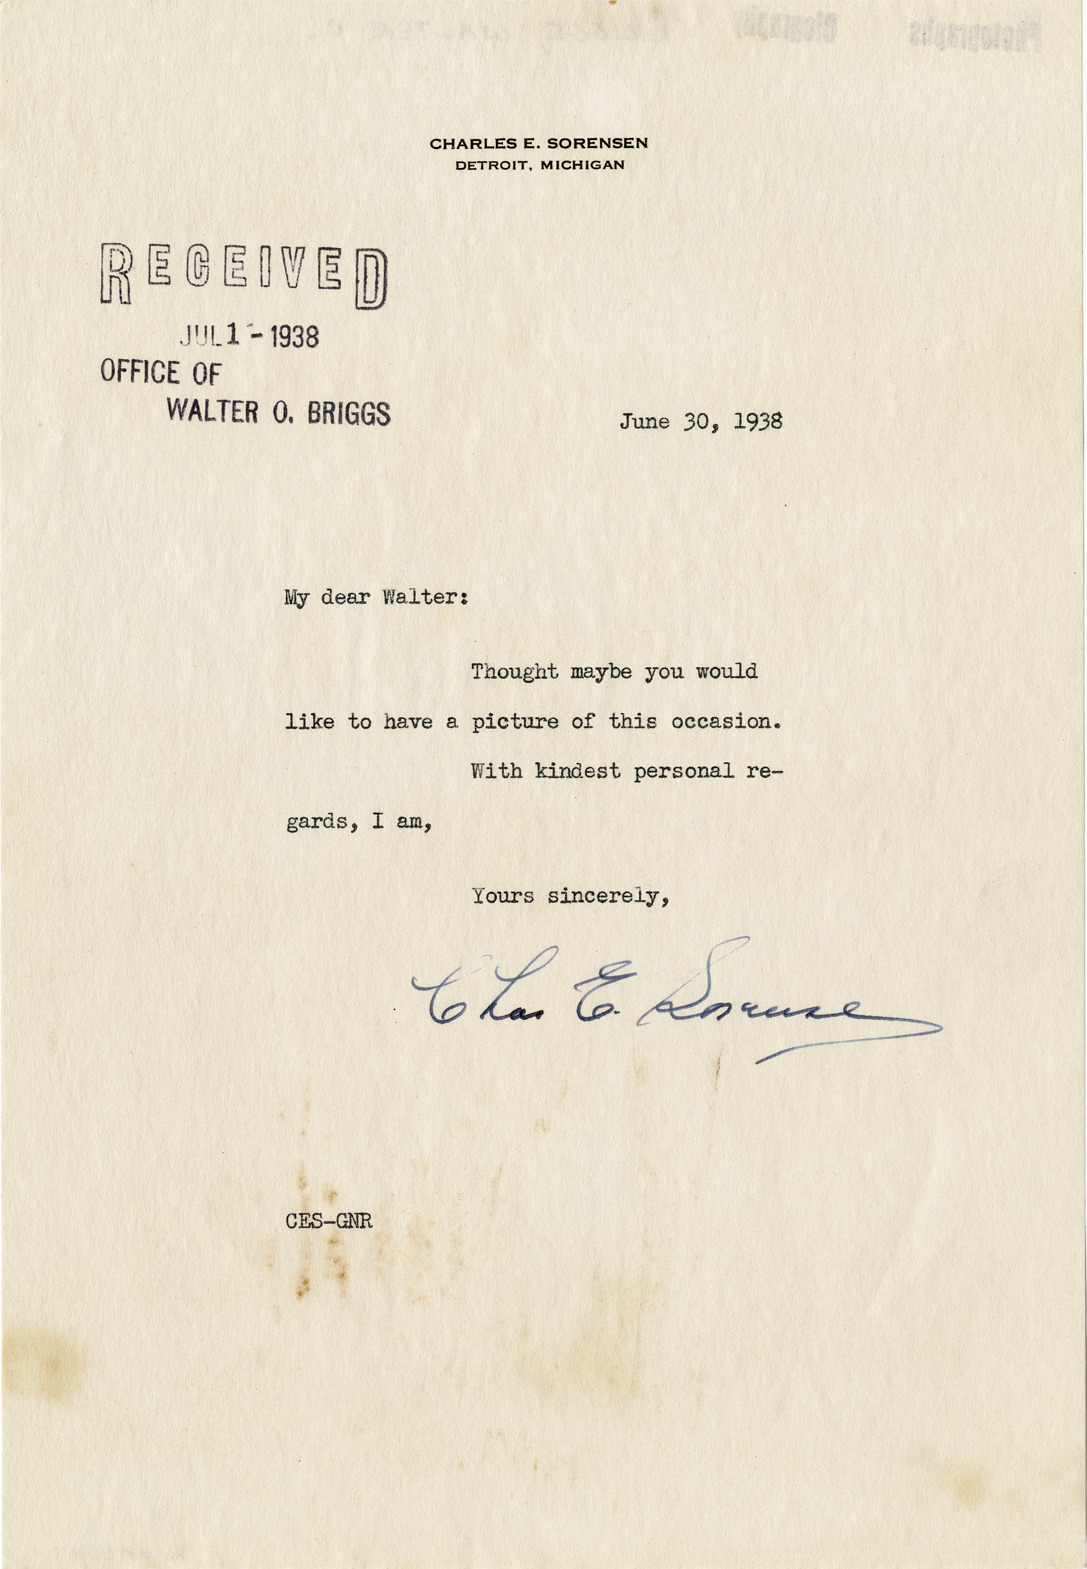 CHARLES E. SORENSEN
DETROIT, MICHIGAN
RECEIVED
JUL 1 - 1938
OFFICE OF
WALTER O. BRIGGS
June 30, 1938
My dear Walter:
Thought maybe you would
like to have a picture of this occasion.
With kindest personal re-
gards, I am,
Yours sincerely,
Chas E. Sorensen
CES-GNR